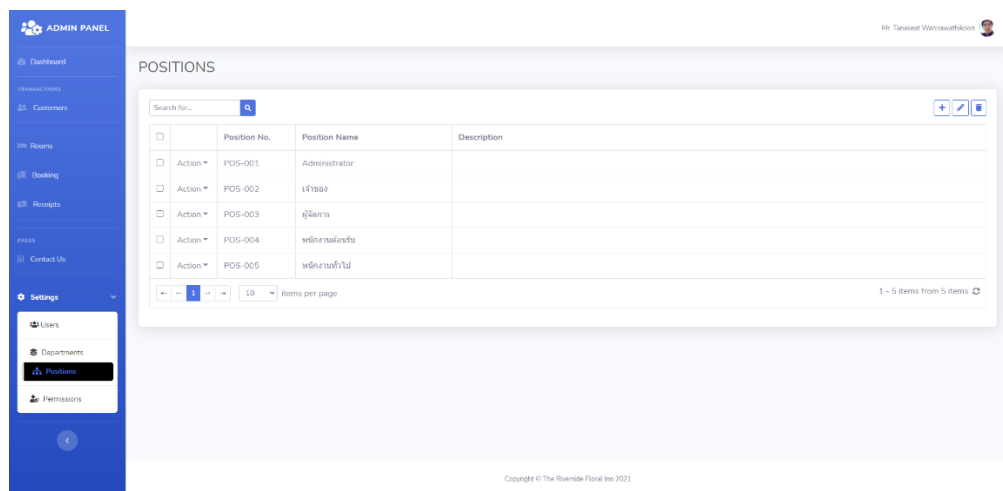 ADMIN PANEL
Mr. Tanakeat Wannawathikoon
Dashboard
TRANSACTIONS
Customers
Rooms
Booking
Receipts
PAGES
Contact Us
Settings
Users
Departments
Positions
Permissions
POSITIONS
Search for...
Position No. Position Name Description
Action POS-001 Administrator
Action POS-002 เจ้าของ
Action POS-003 ผู้จัดการ
Action POS-004 พนักงานต้อนรับ
Action POS-005 พนักงานทั่วไป
1 10 items per page 1 - 5 items from 5 items
Copyright © The Riverside Floral Inn 2021